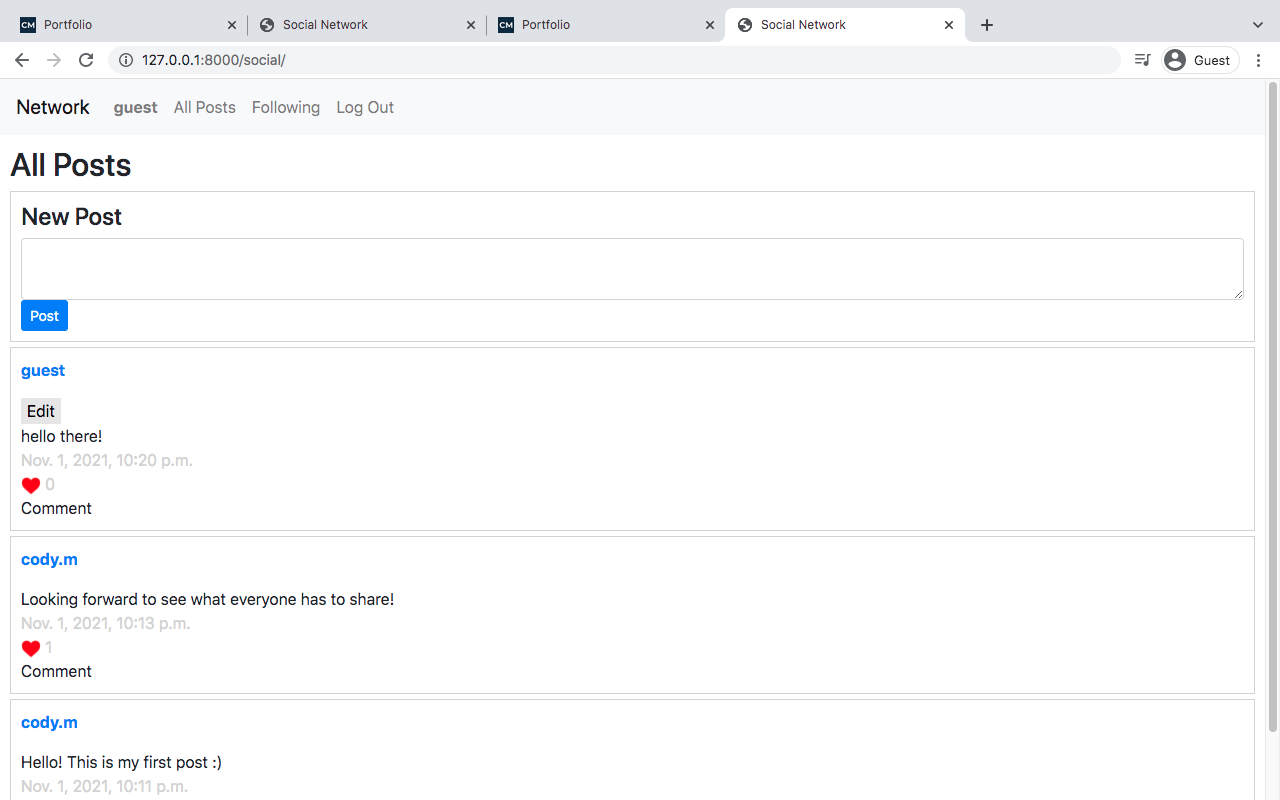 CM Portfolio
Social Network
CM Portfolio
Social Network
127.0.0.1:8000/social/
Guest
Network guest All Posts Following Log Out
All Posts
New Post
Post
guest
Edit
hello there!
Nov. 1, 2021, 10:20 p.m.
0
Comment
cody.m
Looking forward to see what everyone has to share!
Nov. 1, 2021, 10:13 p.m.
1
Comment
cody.m
Hello! This is my first post :)
Nov. 1, 2021, 10:11 p.m.